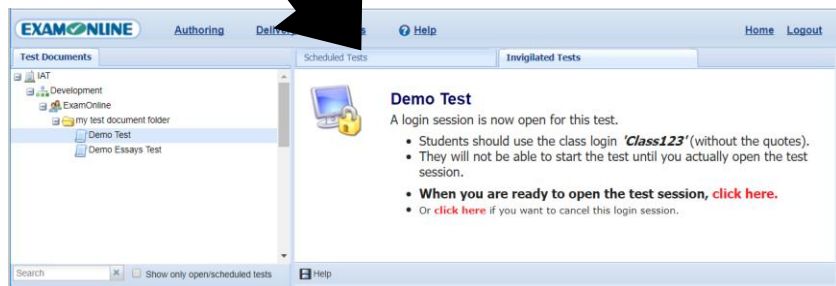 EXAMONLINE Authoring Help Home Logout
Test Documents Scheduled Tests Invigilated Tests
IAT
Development
ExamOnline
my test document folder
Demo Test
Demo Essays Test
Demo Test
A login session is now open for this test.
• Students should use the class login 'Class123' (without the quotes).
• They will not be able to start the test until you actually open the test
session.
• When you are ready to open the test session, click here.
• Or click here if you want to cancel this login session.
Search Show only open/scheduled tests Help